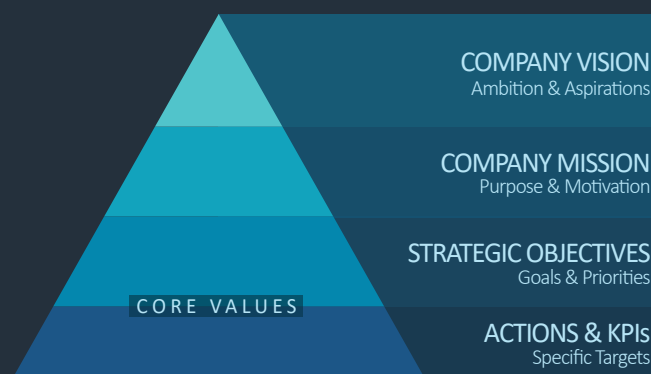 COMPANY VISION
Ambition & Aspirations
COMPANY MISSION
Purpose & Motivation
STRATEGIC OBJECTIVES
Goals & Priorities
CORE VALUES
ACTIONS & KPIs
Specific Targets